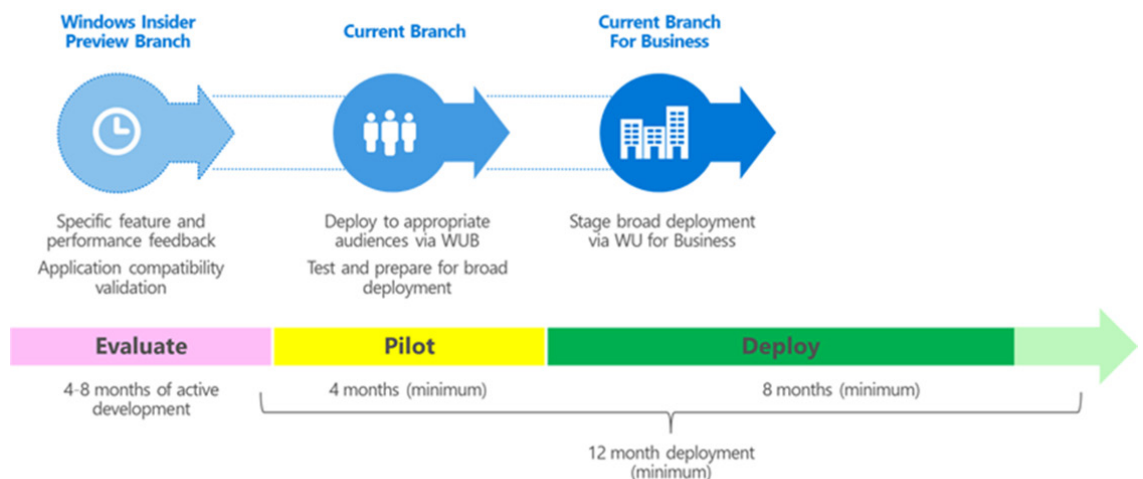 Windows Insider
Preview Branch
Current Branch
Current Branch
For Business
Specific feature and
performance feedback
Application compatibility
validation
Deploy to appropriate
audiences via WUB
Test and prepare for broad
deployment
Stage broad deployment
via WU for Business
Evaluate
Pilot
Deploy
4-8 months of active
development
4 months (minimum)
8 months (minimum)
12 month deployment
(minimum)